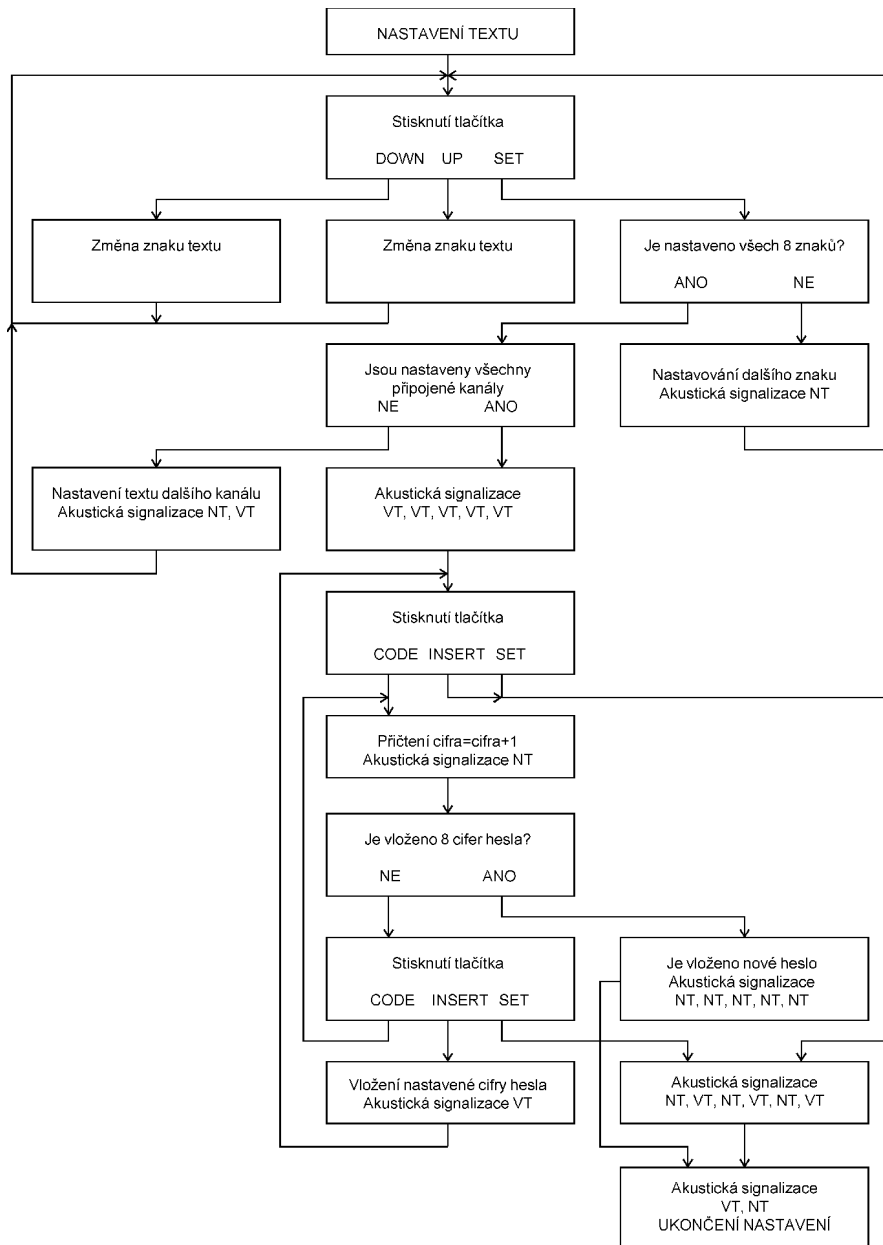 NASTAVENÍ TEXTU
Stisknutí tlačítka
DOWN UP SET
Změna znaku textu
Změna znaku textu
Je nastaveno všech 8 znaků?
ANO NE
Jsou nastaveny všechny
připojené kanály
NE ANO
Nastavování dalšího znaku
Akustická signalizace NT
Nastavení textu dalšího kanálu
Akustická signalizace NT, VT
Akustická signalizace
VT, VT, VT, VT, VT
Stisknutí tlačítka
CODE INSERT SET
Přičtení cifra=cifra+1
Akustická signalizace NT
Je vloženo 8 cifer hesla?
NE ANO
Stisknutí tlačítka
CODE INSERT SET
Je vloženo nové heslo
Akustická signalizace
NT, NT, NT, NT, NT
Vložení nastavené cifry hesla
Akustická signalizace VT
Akustická signalizace
NT, VT, NT, VT, NT, VT
Akustická signalizace
VT, NT
UKONČENÍ NASTAVENÍ